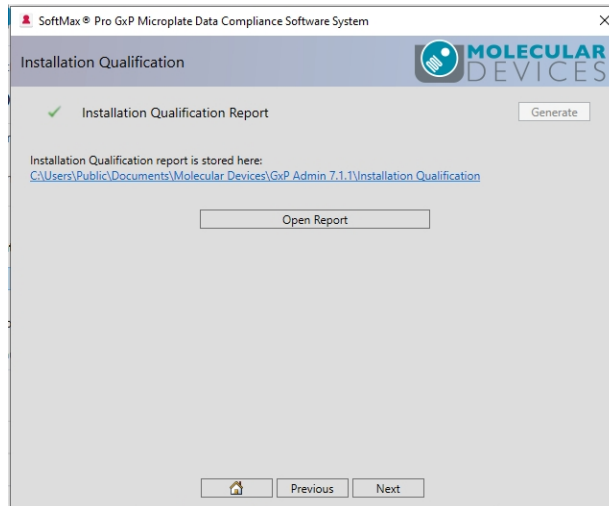 SoftMax® Pro GxP Microplate Data Compliance Software System
Installation Qualification
MOLECULAR
DEVICES
Installation Qualification Report
Generate
Installation Qualification report is stored here:
C:\Users\Public\Documents\Molecular Devices\GxP Admin 7.1.1\Installation Qualification
Open Report
Previous
Next